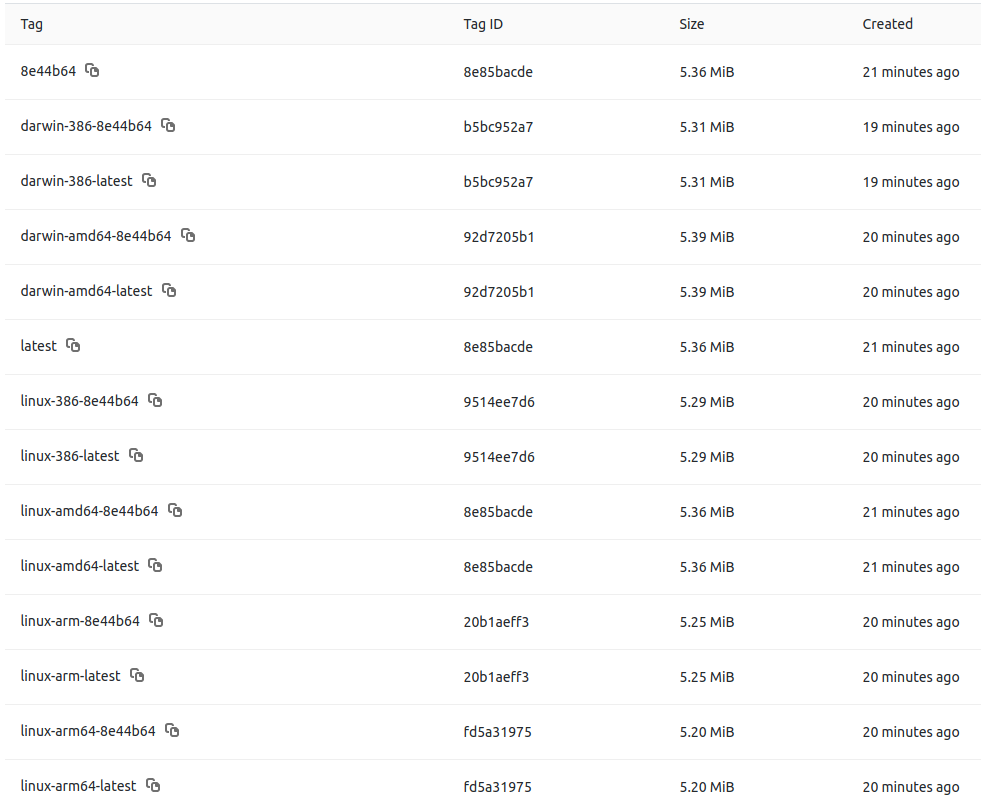 Tag Tag ID Size Created
8e44b64 8e85bacde 5.36 MiB 21 minutes ago
darwin-386-8e44b64 b5bc952a7 5.31 MiB 19 minutes ago
darwin-386-latest b5bc952a7 5.31 MiB 19 minutes ago
darwin-amd64-8e44b64 92d7205b1 5.39 MiB 20 minutes ago
darwin-amd64-latest 92d7205b1 5.39 MiB 20 minutes ago
latest 8e85bacde 5.36 MiB 21 minutes ago
linux-386-8e44b64 9514ee7d6 5.29 MiB 20 minutes ago
linux-386-latest 9514ee7d6 5.29 MiB 20 minutes ago
linux-amd64-8e44b64 8e85bacde 5.36 MiB 21 minutes ago
linux-amd64-latest 8e85bacde 5.36 MiB 21 minutes ago
linux-arm-8e44b64 20b1aeff3 5.25 MiB 20 minutes ago
linux-arm-latest 20b1aeff3 5.25 MiB 20 minutes ago
linux-arm64-8e44b64 fd5a31975 5.20 MiB 20 minutes ago
linux-arm64-latest fd5a31975 5.20 MiB 20 minutes ago